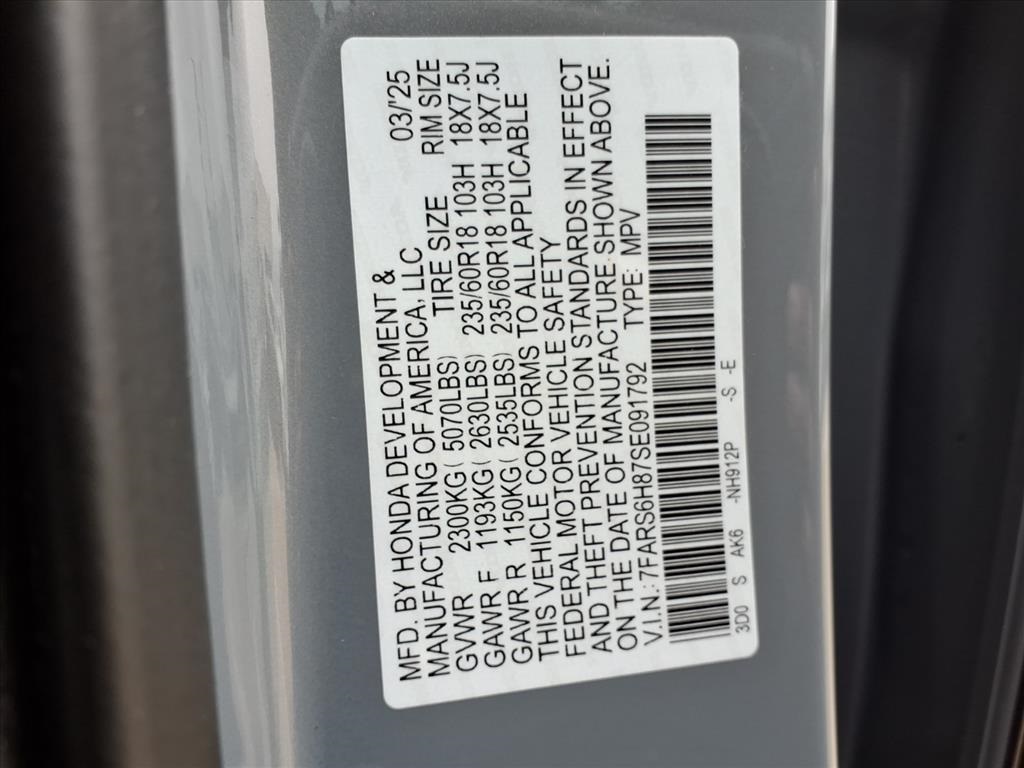 MFD. BY HONDA DEVELOPMENT &
MANUFACTURING OF AMERICA, LLC 03/'25
GVWR 2300KG ( 5070LBS) TIRE SIZE RIM SIZE
GAWR F 1193KG ( 2630LBS) 235/60R18 103H 18X7.5J
GAWR R 1150KG ( 2535LBS) 235/60R18 103H 18X7.5J
THIS VEHICLE CONFORMS TO ALL APPLICABLE
FEDERAL MOTOR VEHICLE SAFETY
AND THEFT PREVENTION STANDARDS IN EFFECT
ON THE DATE OF MANUFACTURE SHOWN ABOVE.
V.I.N.: 7FARS6H87SE091792 TYPE: MPV
3D0 S AK6 -NH912P -S -E